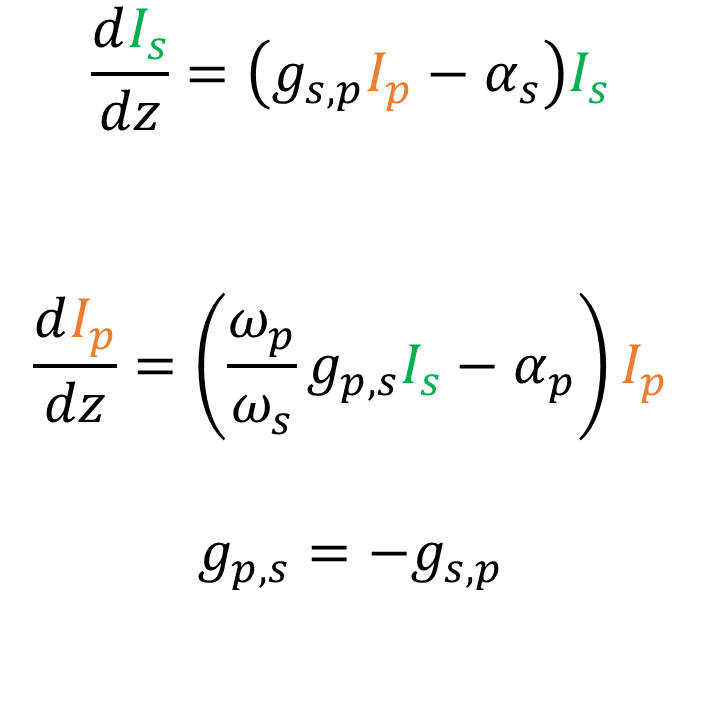 dI_s/dz = (g_{s,p}I_p − α_s)I_s
dI_p/dz = (ω_p/ω_s g_{p,s}I_s − α_p)I_p
g_{p,s} = −g_{s,p}